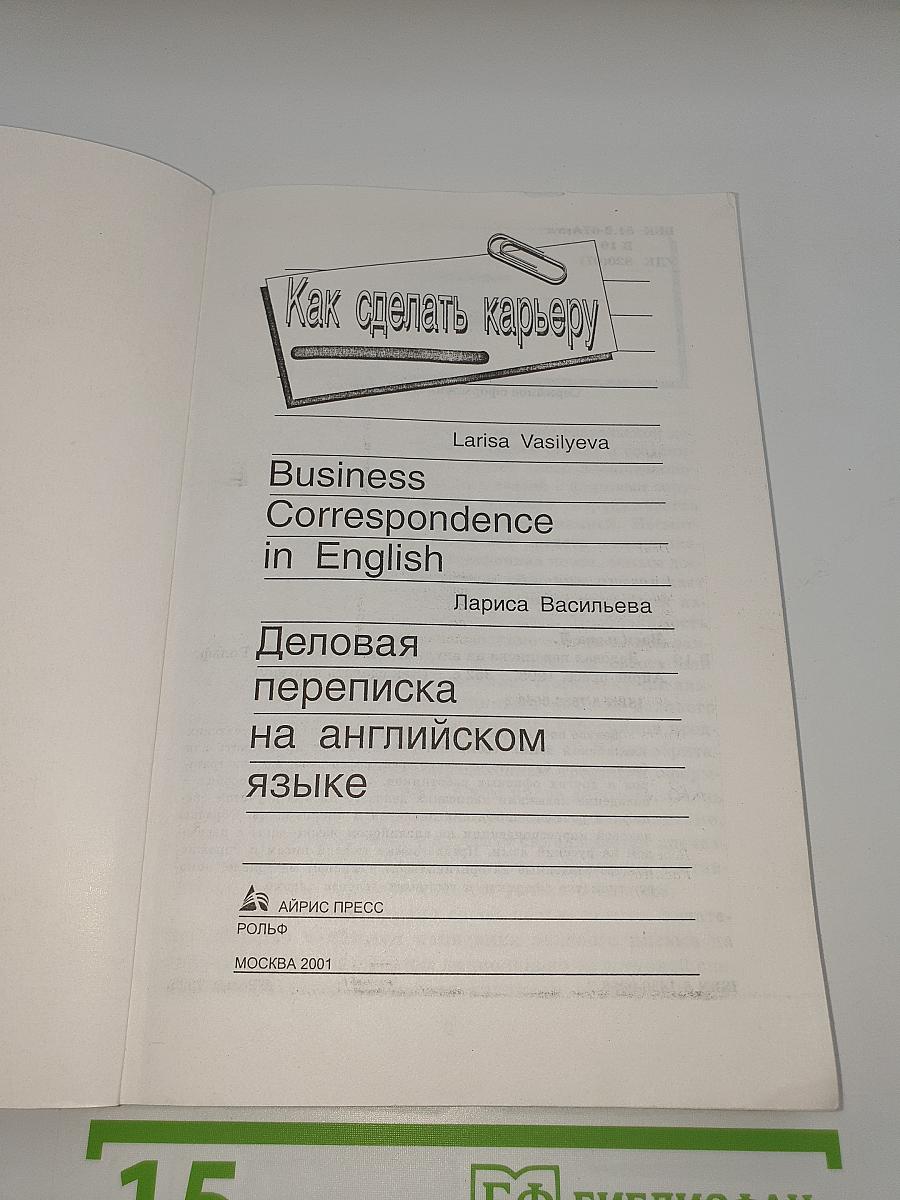 Как сделать карьеру
Larisa Vasilyeva
Business
Correspondence
in English
Лариса Васильева
Деловая
переписка
на английском
языке
АЙРИС ПРЕСС
РОЛЬФ
МОСКВА 2001
15